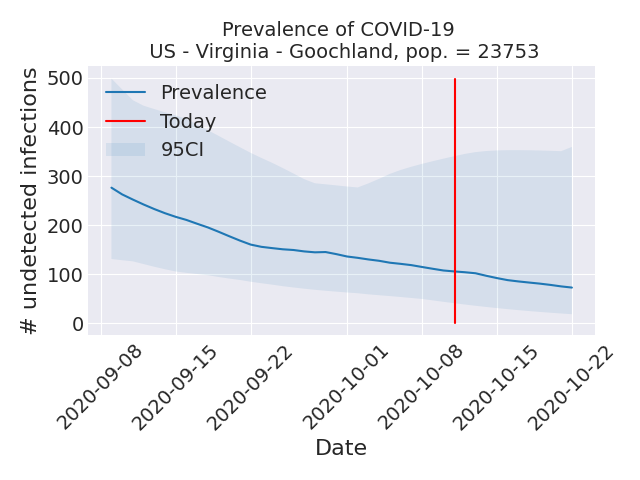 Prevalence of COVID-19
US - Virginia - Goochland, pop. = 23753
# undetected infections
500
400
300
200
100
0
Prevalence
Today
95CI
2020-09-08
2020-09-15
2020-09-22
2020-10-01
2020-10-08
2020-10-15
2020-10-22
Date